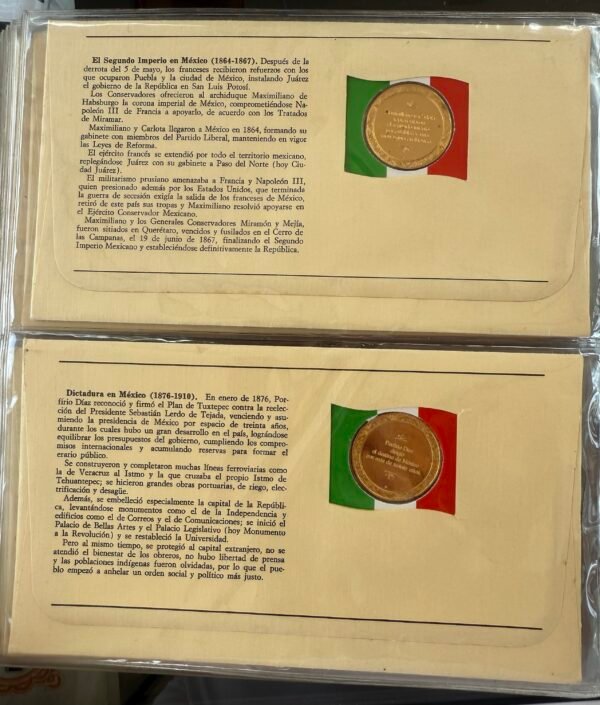 El Segundo Imperio en México (1864-1867). Después de la
derrota del 5 de mayo, los franceses recibieron refuerzos con los
que ocuparon Puebla y la ciudad de México, instalando Juárez
el gobierno de la República en San Luis Potosí.
Los Conservadores ofrecieron al archiduque Maximiliano de
Habsburgo la corona imperial de México, comprometiéndose Na-
poleón III de Francia a apoyarlo, de acuerdo con los Tratados
de Miramar.
Maximiliano y Carlota llegaron a México en 1864, formando su
gabinete con miembros del Partido Liberal, manteniendo en vigor
las Leyes de Reforma.
El ejército francés se extendió por todo el territorio mexicano,
replegándose Juárez con su gabinete a Paso del Norte (hoy Ciu-
dad Juárez).
El militarismo prusiano amenazaba a Francia y Napoleón III,
quien presionado además por los Estados Unidos, que terminada
la guerra de secesión exigía la salida de los franceses de México,
retiró de este país sus tropas y Maximiliano resolvió apoyarse en
el Ejército Conservador Mexicano.
Maximiliano y los Generales Conservadores Miramón y Mejía,
fueron sitiados en Querétaro, vencidos y fusilados en el Cerro de
las Campanas, el 19 de junio de 1867, finalizando el Segundo
Imperio Mexicano y estableciéndose definitivamente la República.
Dictadura en México (1876-1910). En enero de 1876, Por-
firio Díaz reconoció y firmó el Plan de Tuxtepec contra la reelec-
ción del Presidente Sebastián Lerdo de Tejada, venciendo y asu-
miendo la presidencia de México por espacio de treinta años,
durante los cuales hubo un gran desarrollo en el país, lográndose
equilibrar los presupuestos del gobierno, cumpliendo los compro-
misos internacionales y acumulando reservas para formar el
erario público.
Se construyeron y completaron muchas líneas ferroviarias como
la de Veracruz al Istmo y la que cruzaba el propio Istmo de
Tehuantepec; se hicieron grandes obras portuarias, de riego, elec-
trificación y desagüe.
Además, se embelleció especialmente la capital de la Repúbli-
ca, levantándose monumentos como el de la Independencia y
edificios como el de Correos y el de Comunicaciones; se inició el
Palacio de Bellas Artes y el Palacio Legislativo (hoy Monumento
a la Revolución) y se restableció la Universidad.
Pero al mismo tiempo, se protegió al capital extranjero, no se
atendió el bienestar de los obreros, no hubo libertad de prensa
y las poblaciones indígenas fueron olvidadas, por lo que el pue-
blo empezó a anhelar un orden social y político más justo.
Porfirio Díaz
dirige
el destino de México
por más de treinta años